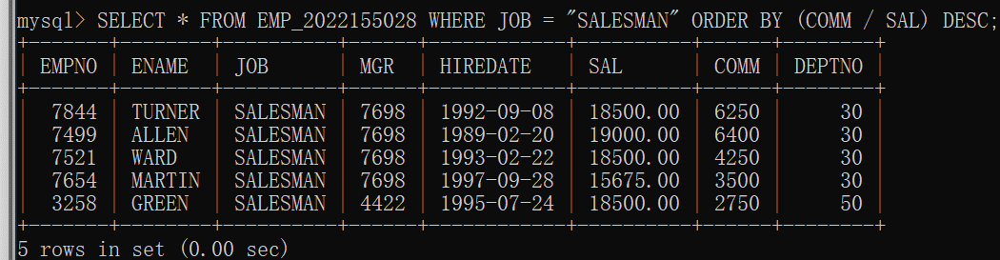 mysql> SELECT * FROM EMP_2022155028 WHERE JOB = "SALESMAN" ORDER BY (COMM / SAL) DESC;
+-------+--------+----------+------+------------+----------+------+--------+
| EMPNO | ENAME | JOB | MGR | HIREDATE | SAL | COMM | DEPTNO |
+-------+--------+----------+------+------------+----------+------+--------+
| 7844 | TURNER | SALESMAN | 7698 | 1992-09-08 | 18500.00 | 6250 | 30 |
| 7499 | ALLEN | SALESMAN | 7698 | 1989-02-20 | 19000.00 | 6400 | 30 |
| 7521 | WARD | SALESMAN | 7698 | 1993-02-22 | 18500.00 | 4250 | 30 |
| 7654 | MARTIN | SALESMAN | 7698 | 1997-09-28 | 15675.00 | 3500 | 30 |
| 3258 | GREEN | SALESMAN | 4422 | 1995-07-24 | 18500.00 | 2750 | 50 |
+-------+--------+----------+------+------------+----------+------+--------+
5 rows in set (0.00 sec)